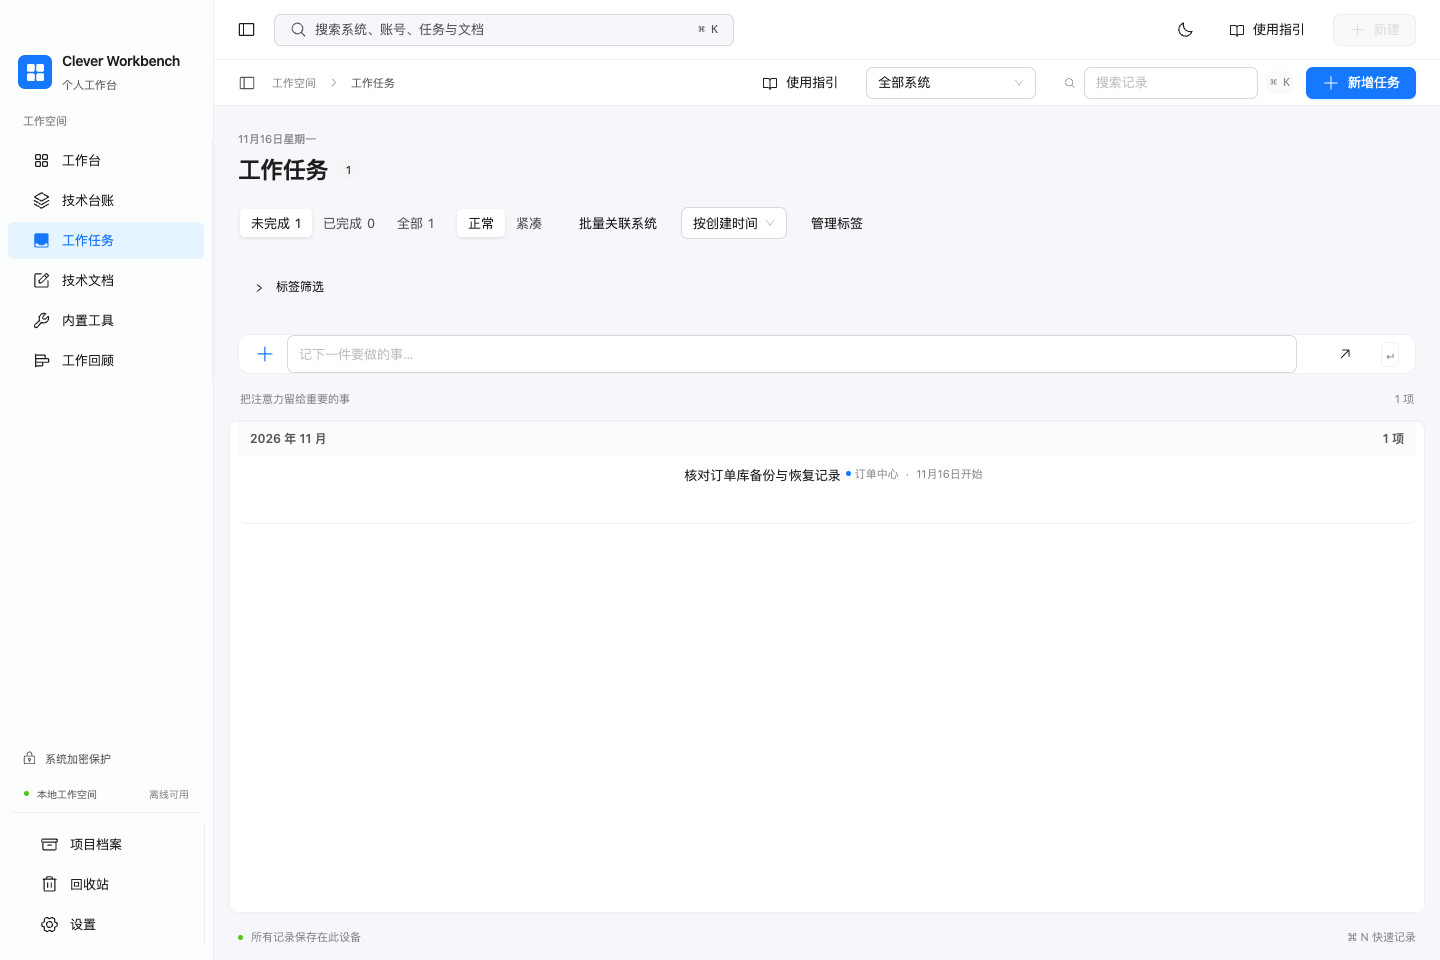 Clever Workbench
个人工作台
工作空间
工作台
技术台账
工作任务
技术文档
内置工具
工作回顾
系统加密保护
本地工作空间 离线可用
项目档案
回收站
设置
搜索系统、账号、任务与文档 ⌘ K
使用指引 新建
工作空间 工作任务 使用指引 全部系统 搜索记录 ⌘ K 新增任务
11月16日星期一
工作任务 1
未完成 1 已完成 0 全部 1 正常 紧凑 批量关联系统 按创建时间 管理标签
标签筛选
记下一件要做的事...
把注意力留给重要的事 1 项
2026 年 11 月 1 项
核对订单库备份与恢复记录 订单中心 · 11月16日开始
所有记录保存在此设备 ⌘ N 快速记录